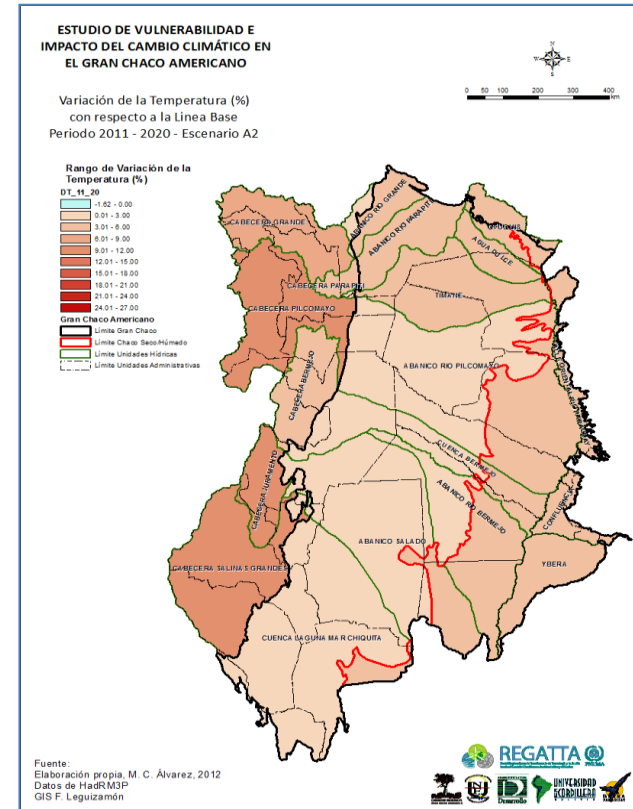 ESTUDIO DE VULNERABILIDAD E
IMPACTO DEL CAMBIO CLIMÁTICO EN
EL GRAN CHACO AMERICANO
Variación de la Temperatura (%)
con respecto a la Linea Base
Periodo 2011 - 2020 - Escenario A2
N
W
E
S
0 50 100 200 300 400
km
Rango de Variación de la
Temperatura (%)
DT_11_20
-1.62 - 0.00
0.01 - 3.00
3.01 - 6.00
6.01 - 9.00
9.01 - 12.00
12.01 - 15.00
15.01 - 18.00
18.01 - 21.00
21.01 - 24.00
24.01 - 27.00
Gran Chaco Americano
Límite Gran Chaco
Límite Chaco Seco/Húmedo
Límite Unidades Hídricas
Límite Unidades Administrativas
CABECERA GRANDE
ABANICO RIO GRANDE
ABANICO RIO PARAPITI
AGUA DULCE
CABECERA PARAPITI
TIMANE
CABECERA PILCOMAYO
ABANICO RIO PILCOMAYO
CABECERA BERMEJO
CUENCA BERMEJO
ABANICO RIO BERMEJO
CONFLUENCIA
CABECERA JURAMENTO
ABANICO SALADO
YBERA
CABECERA SALINAS GRANDES
CUENCA LAGUNA MAR CHIQUITA
Fuente:
Elaboración propia, M. C. Álvarez, 2012
Datos de HadRM3P
GIS F. Leguizamón
REGATTA
Desarrollo
UNIVERSIDAD